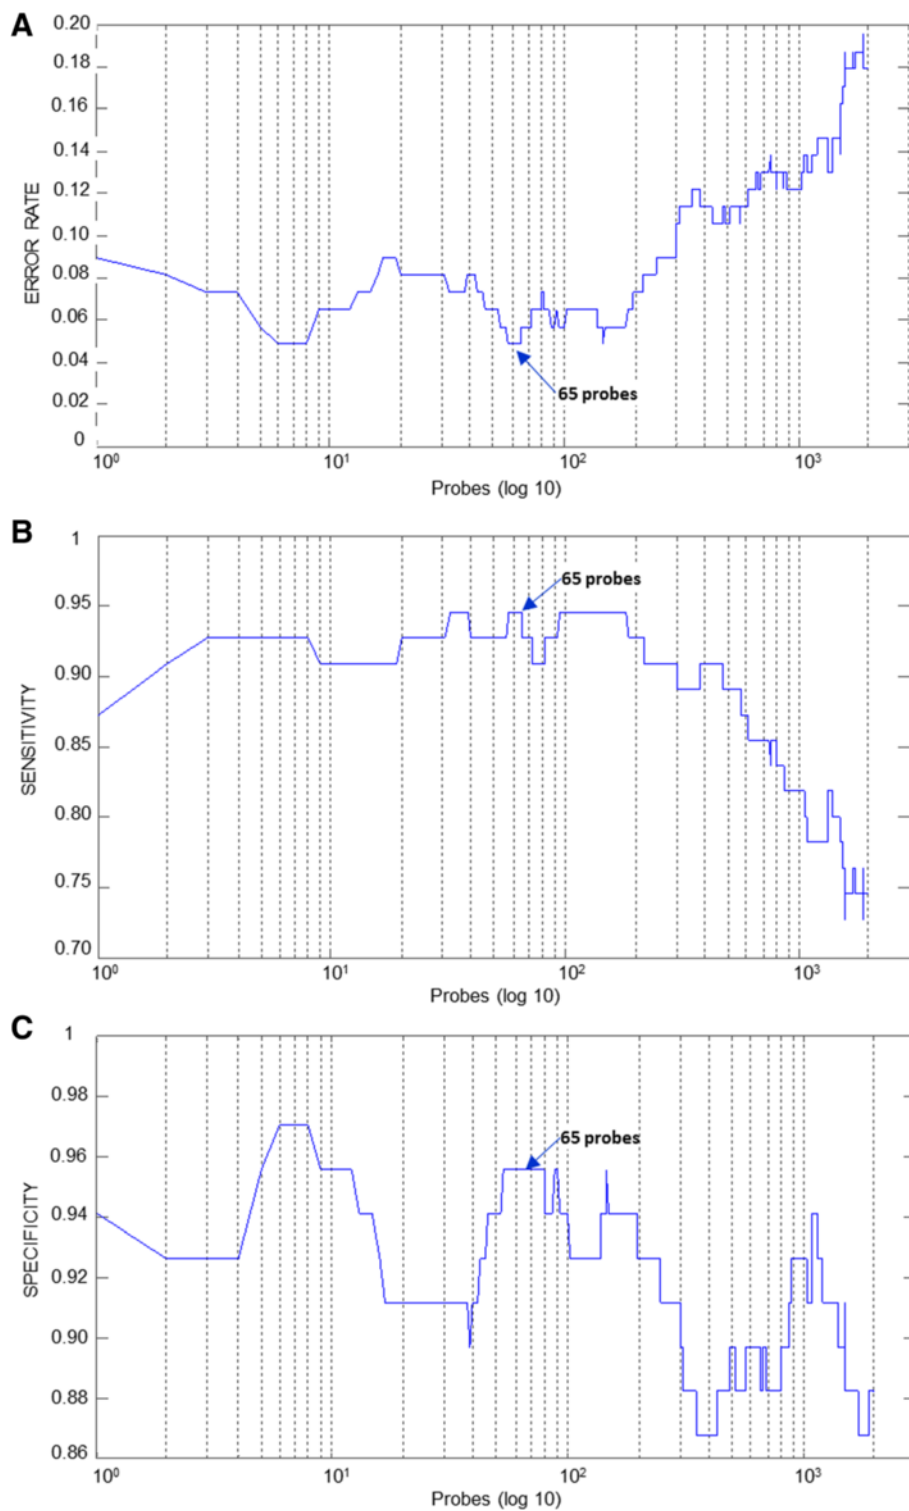 A
0.20
0.18
0.16
0.14
0.12
0.10
0.08
0.06
0.04
0.02
0
ERROR RATE
65 probes
10⁰ 10¹ 10² 10³
Probes (log 10)
B
1
0.95
0.90
0.85
0.80
0.75
0.70
SENSITIVITY
65 probes
10⁰ 10¹ 10² 10³
Probes (log 10)
C
1
0.98
0.96
0.94
0.92
0.90
0.88
0.86
SPECIFICITY
65 probes
10⁰ 10¹ 10² 10³
Probes (log 10)